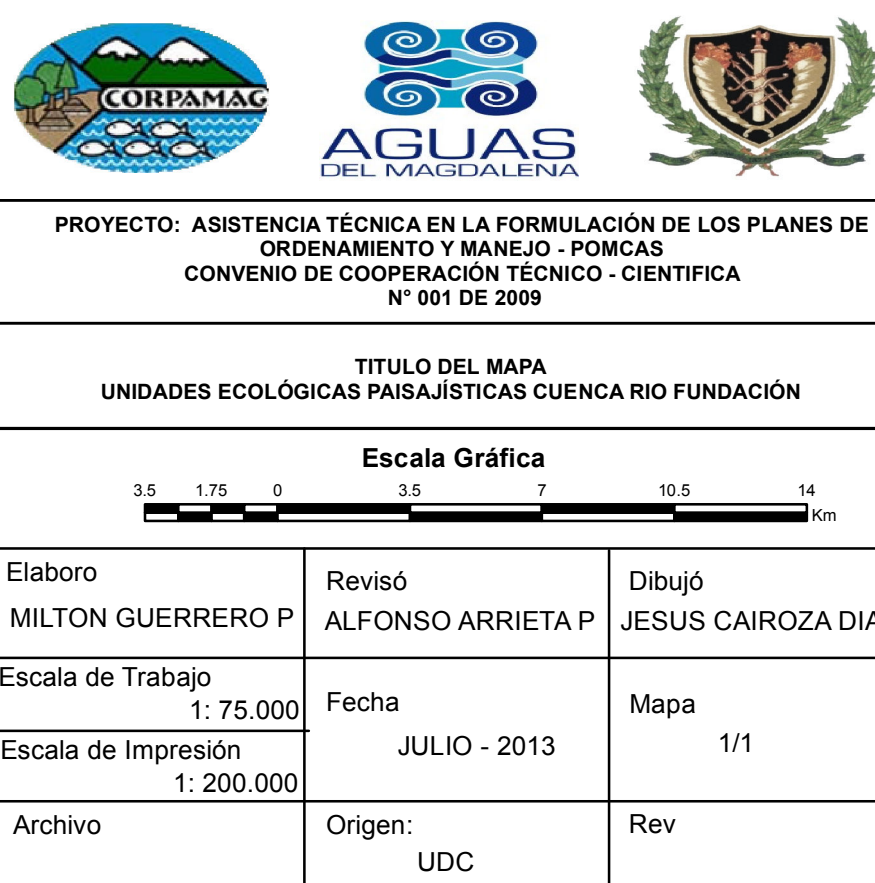 CORPAMAG
AGUAS
DEL MAGDALENA
PROYECTO: ASISTENCIA TÉCNICA EN LA FORMULACIÓN DE LOS PLANES DE
ORDENAMIENTO Y MANEJO - POMCAS
CONVENIO DE COOPERACIÓN TÉCNICO - CIENTIFICA
N° 001 DE 2009
TITULO DEL MAPA
UNIDADES ECOLÓGICAS PAISAJÍSTICAS CUENCA RIO FUNDACIÓN
Escala Gráfica
3.5 1.75 0 3.5 7 10.5 14
Km
Elaboro
MILTON GUERRERO P
Revisó
ALFONSO ARRIETA P
Dibujó
JESUS CAIROZA DIA
Escala de Trabajo
1: 75.000
Escala de Impresión
1: 200.000
Fecha
JULIO - 2013
Mapa
1/1
Archivo
Origen:
UDC
Rev